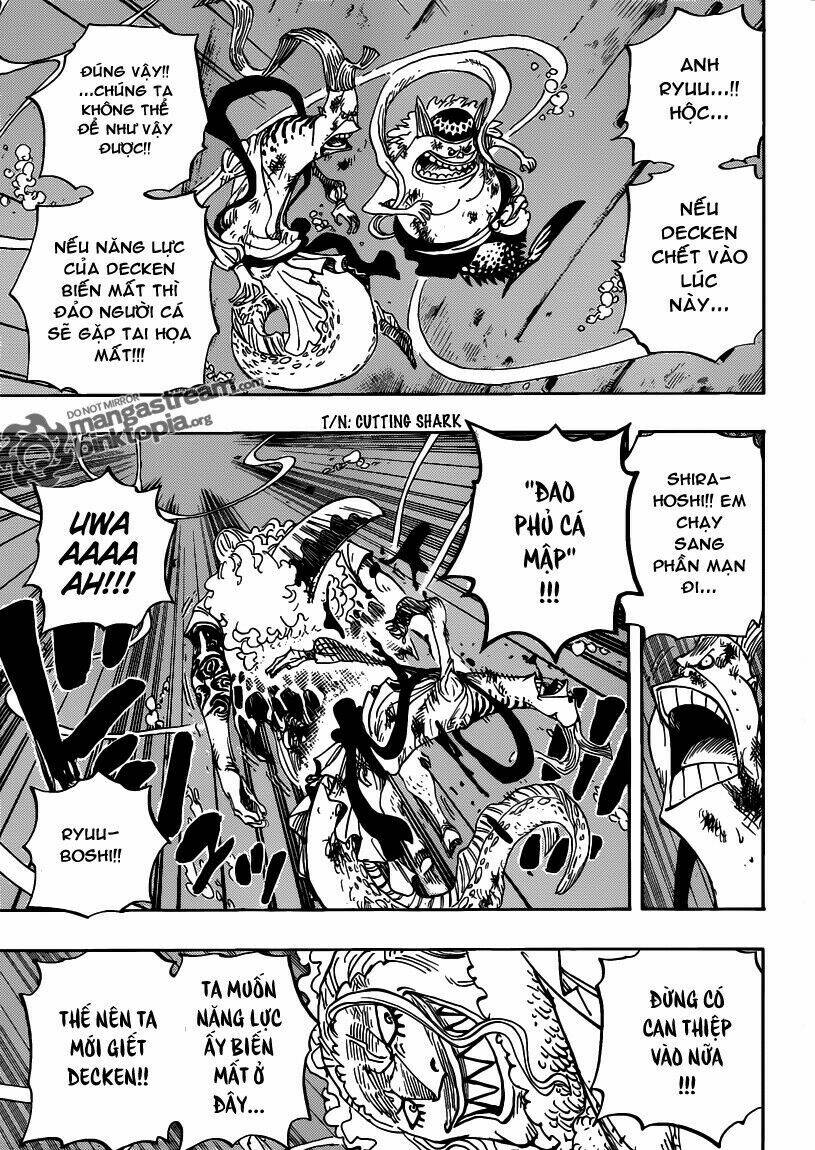 ANH
RYUU...!!
HỘC...
NẾU
DECKEN
CHẾT VÀO
LÚC
NÀY...
ĐÚNG VẬY!!
...CHÚNG TA
KHÔNG THỂ
ĐỂ NHƯ VẬY
ĐƯỢC!!
NẾU NĂNG LỰC
CỦA DECKEN
BIẾN MẤT THÌ
ĐẢO NGƯỜI CÁ
SẼ GẶP TAI HỌA
MẤT!!!
DO NOT MIRROR
mangastream.com
oinktopia.org
T/N: CUTTING SHARK
SHIRA-
HOSHI!! EM
CHẠY
SANG
PHẦN MẠN
ĐI...
"ĐAO
PHỦ CÁ
MẬP"
!!!
UWA
AAAA
AH!!!
RYUU-
BOSHI!!
ドドン
ĐỪNG CÓ
CAN THIỆP
VÀO NỮA
!!!
TA MUỐN
NĂNG LỰC
ẤY BIẾN
MẤT Ở
ĐÂY...
THẾ NÊN TA
MỚI GIẾT
DECKEN!!